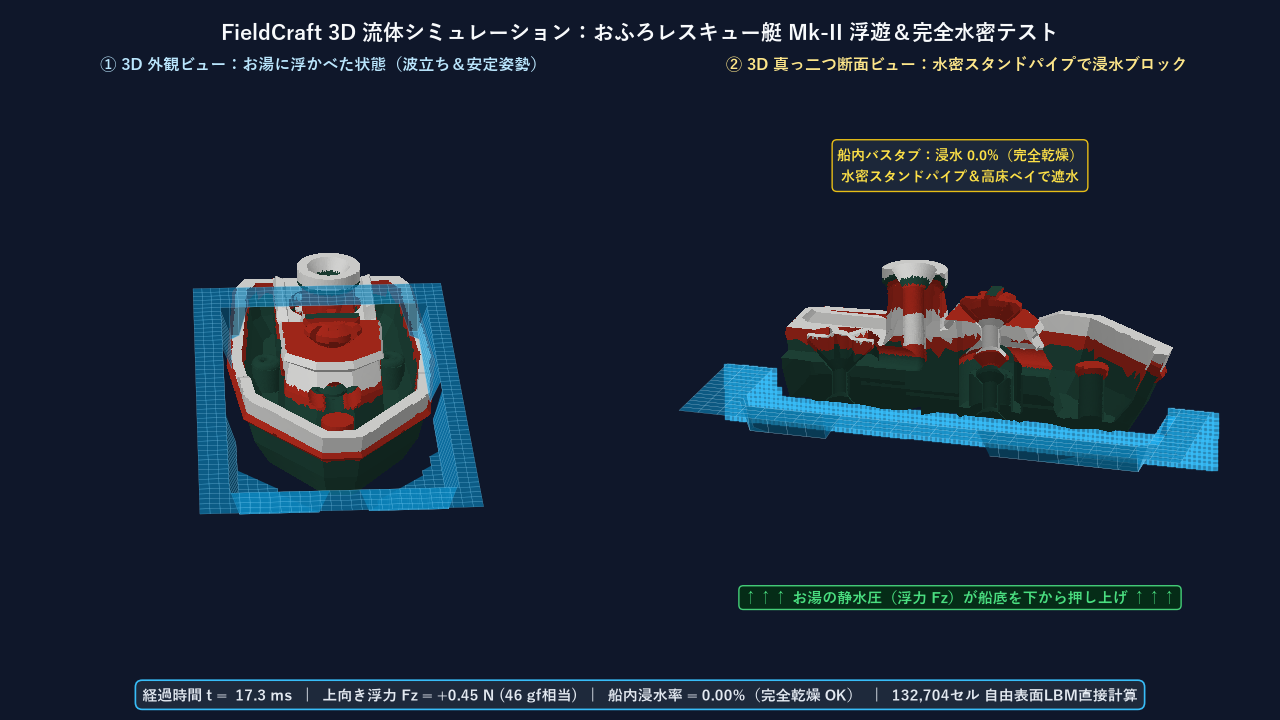 FieldCraft 3D 流体シミュレーション：おふろレスキュー艇 Mk-II 浮遊＆完全水密テスト
① 3D 外観ビュー：お湯に浮かべた状態（波立ち＆安定姿勢）
② 3D 真っ二つ断面ビュー：水密スタンドパイプで浸水ブロック
船内バスタブ：浸水 0.0%（完全乾燥）
水密スタンドパイプ＆高床ベイで遮水
↑ ↑ ↑ お湯の静水圧（浮力 Fz）が船底を下から押し上げ ↑ ↑ ↑
経過時間 t = 17.3 ms ｜ 上向き浮力 Fz = +0.45 N (46 gf相当) ｜ 船内浸水率 = 0.00%（完全乾燥 OK） ｜ 132,704セル 自由表面LBM直接計算